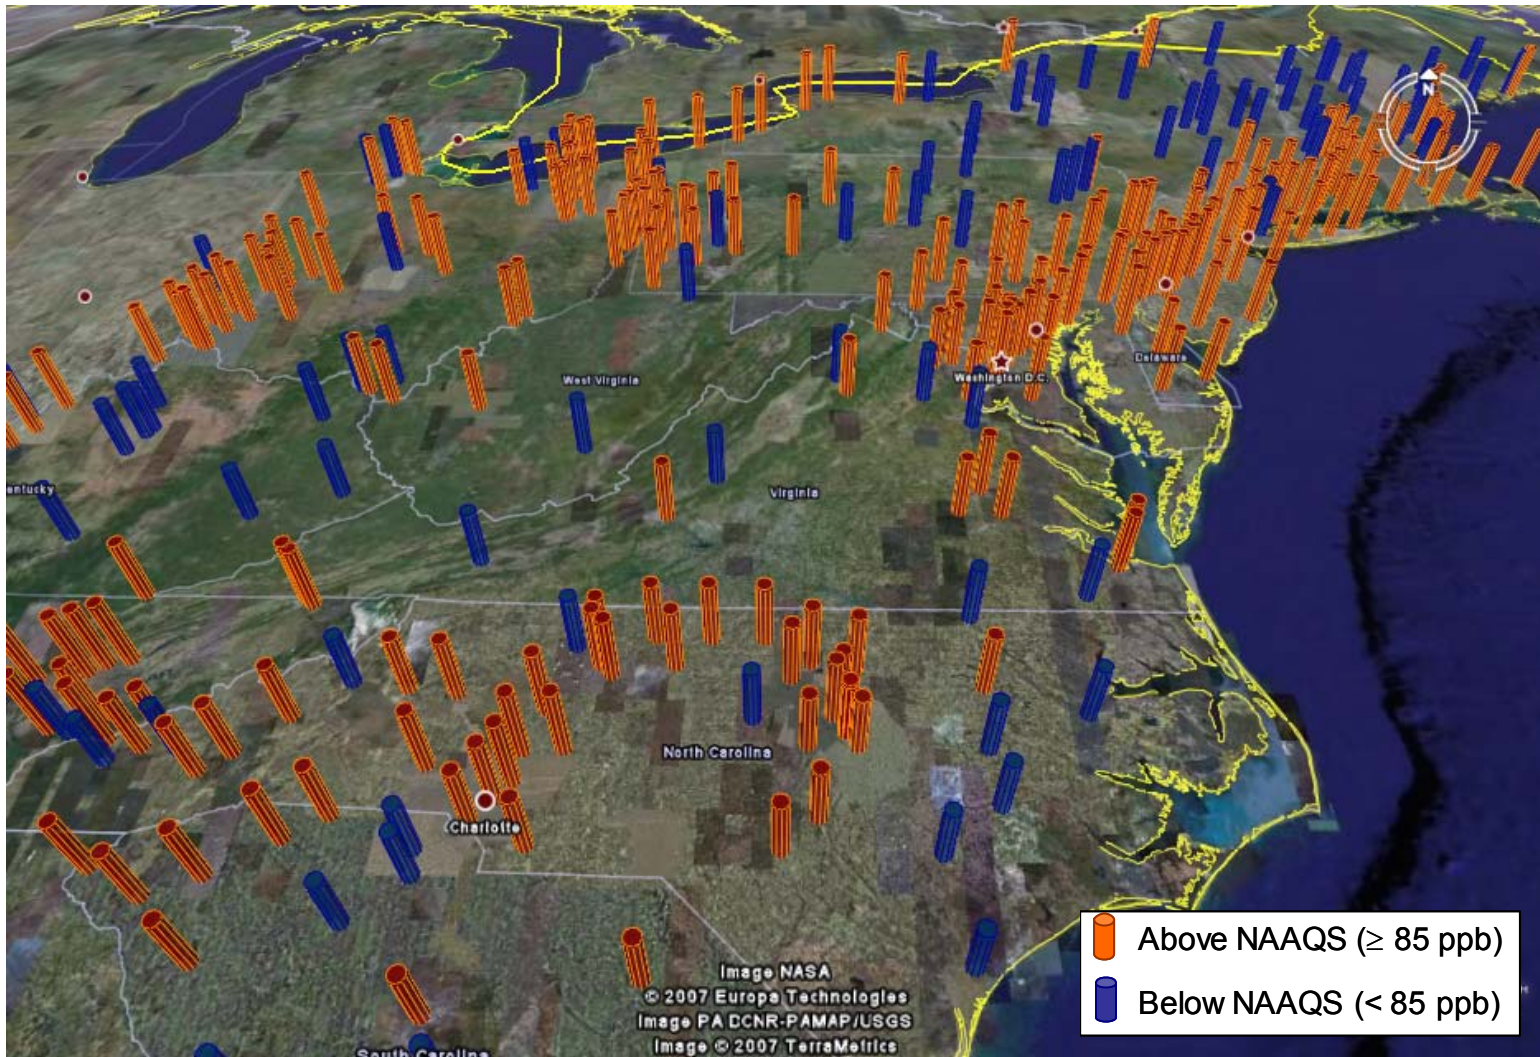 N
Delaware
West Virginia
Washington D.C.
entucky
Virginia
North Carolina
Charlotte
Above NAAQS (≥ 85 ppb)
Below NAAQS (< 85 ppb)
Image NASA
© 2007 Europa Technologies
Image PA DCNR-PAMAP/USGS
Image © 2007 TerraMetrics
South Carolina